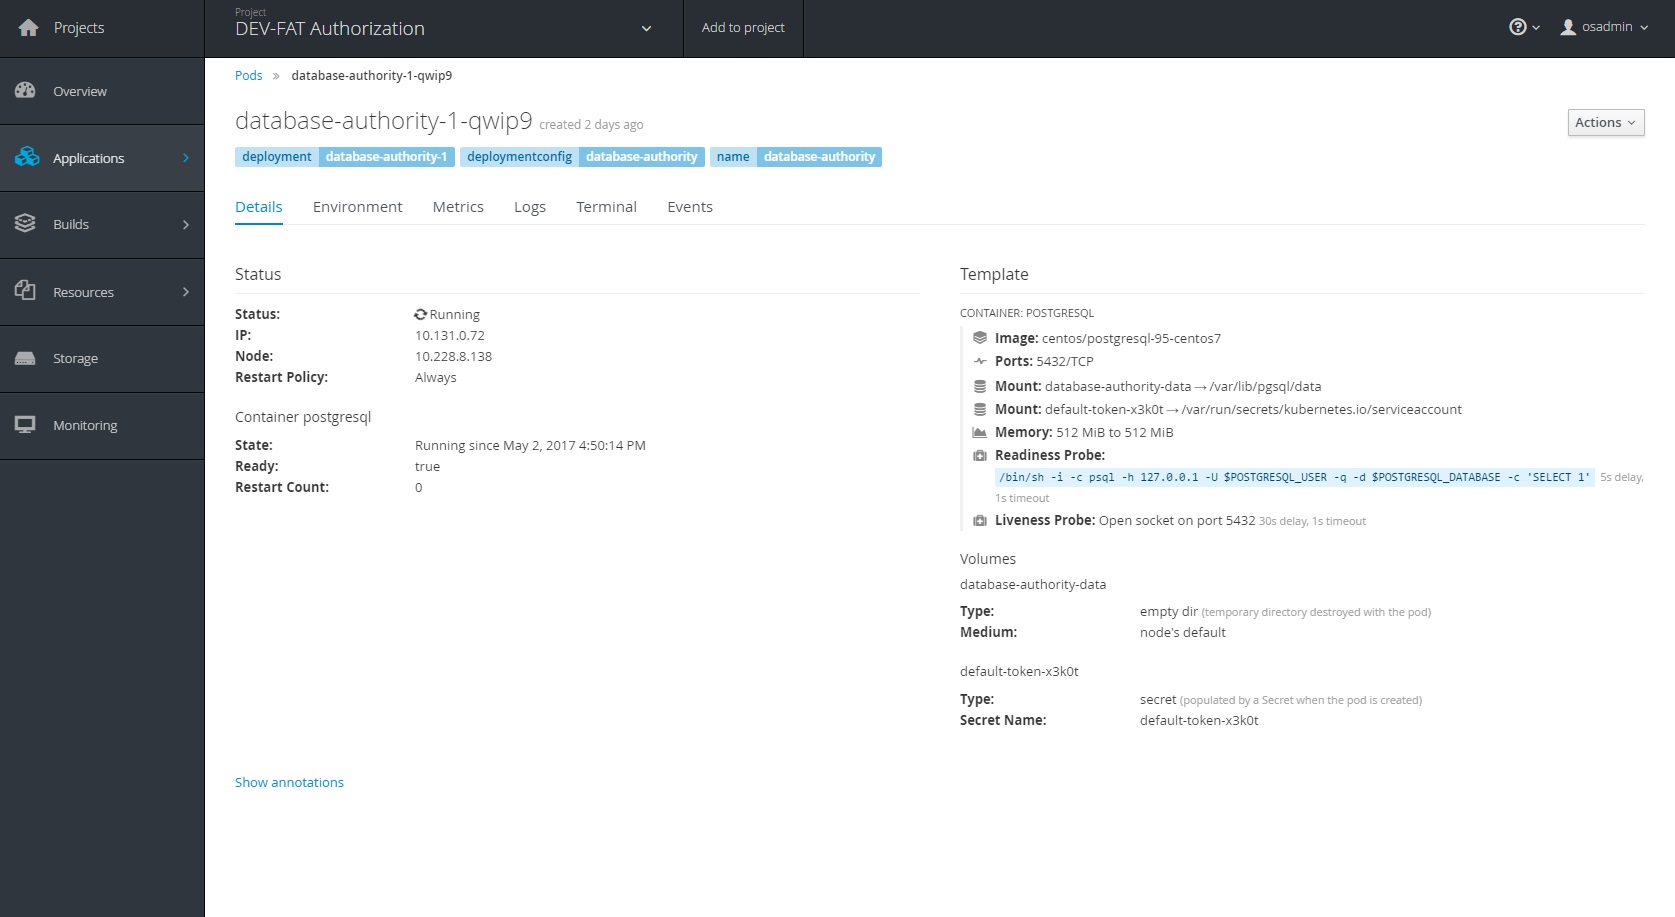 Projects
Project
DEV-FAT Authorization
Add to project
osadmin
Overview
Applications
Builds
Resources
Storage
Monitoring
Pods » database-authority-1-qwip9
database-authority-1-qwip9 created 2 days ago
Actions
deployment database-authority-1 deploymentconfig database-authority name database-authority
Details Environment Metrics Logs Terminal Events
Status
Status: Running
IP: 10.131.0.72
Node: 10.228.8.138
Restart Policy: Always
Container postgresql
State: Running since May 2, 2017 4:50:14 PM
Ready: true
Restart Count: 0
Template
CONTAINER: POSTGRESQL
Image: centos/postgresql-95-centos7
Ports: 5432/TCP
Mount: database-authority-data → /var/lib/pgsql/data
Mount: default-token-x3k0t → /var/run/secrets/kubernetes.io/serviceaccount
Memory: 512 MiB to 512 MiB
Readiness Probe:
/bin/sh -i -c psql -h 127.0.0.1 -U $POSTGRESQL_USER -q -d $POSTGRESQL_DATABASE -c 'SELECT 1' 5s delay,
1s timeout
Liveness Probe: Open socket on port 5432 30s delay, 1s timeout
Volumes
database-authority-data
Type: empty dir (temporary directory destroyed with the pod)
Medium: node's default
default-token-x3k0t
Type: secret (populated by a Secret when the pod is created)
Secret Name: default-token-x3k0t
Show annotations